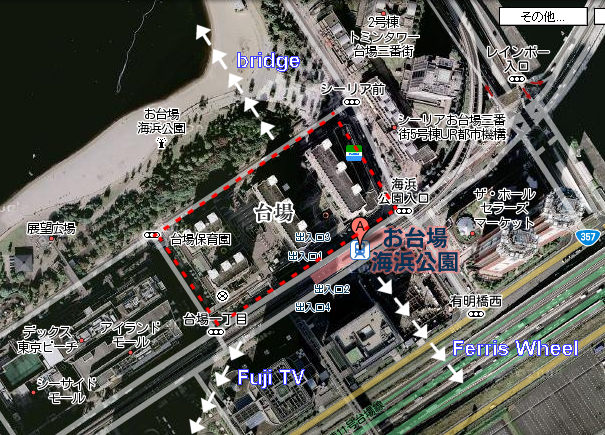 その他...
2号棟
トミンタワー
台場三番街
レインボー
入口
bridge
シーリア前
お台場
海浜公園
シーリアお台場三番
街5号棟UR都市機構
海浜
公園入口
ザ・ホール
セラーズ
マーケット
台場
展望広場
台場保育園
出入口3
出入口1
A
お台場
海浜公園
357
出入口2
出入口4
有明橋西
台場一丁目
デックス
東京ビーチ
アイランド
モール
Ferris Wheel
シーサイド
モール
Fuji TV
11号台場線